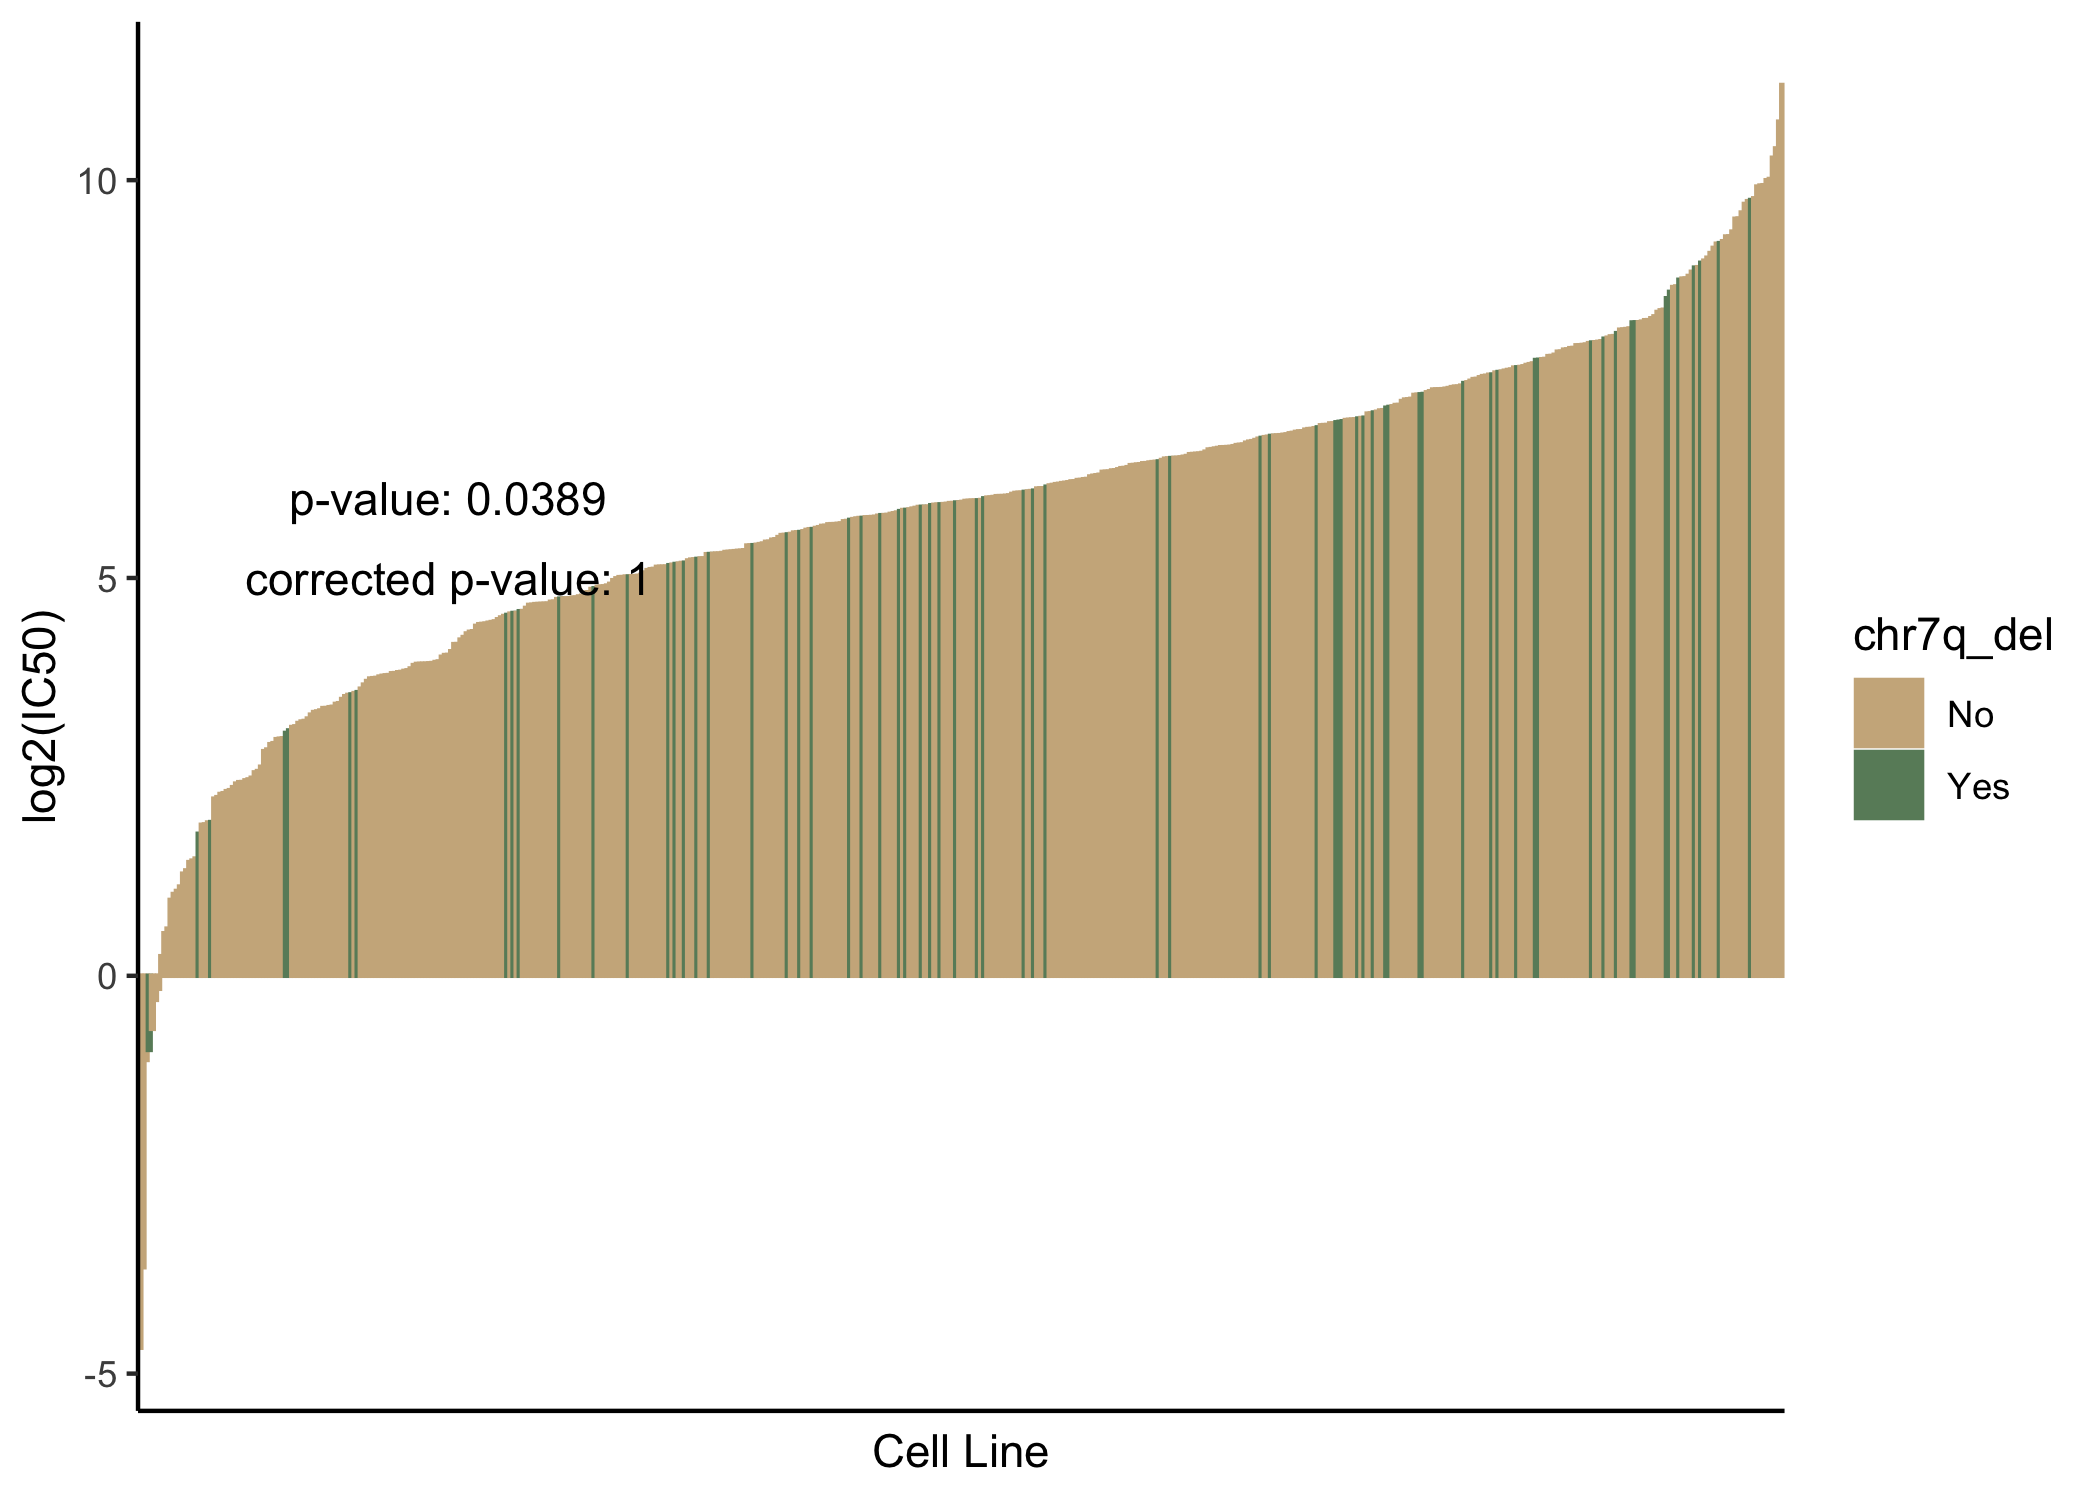 10
5
0
-5
log2(IC50)
p-value: 0.0389
corrected p-value: 1
Cell Line
chr7q_del
No
Yes